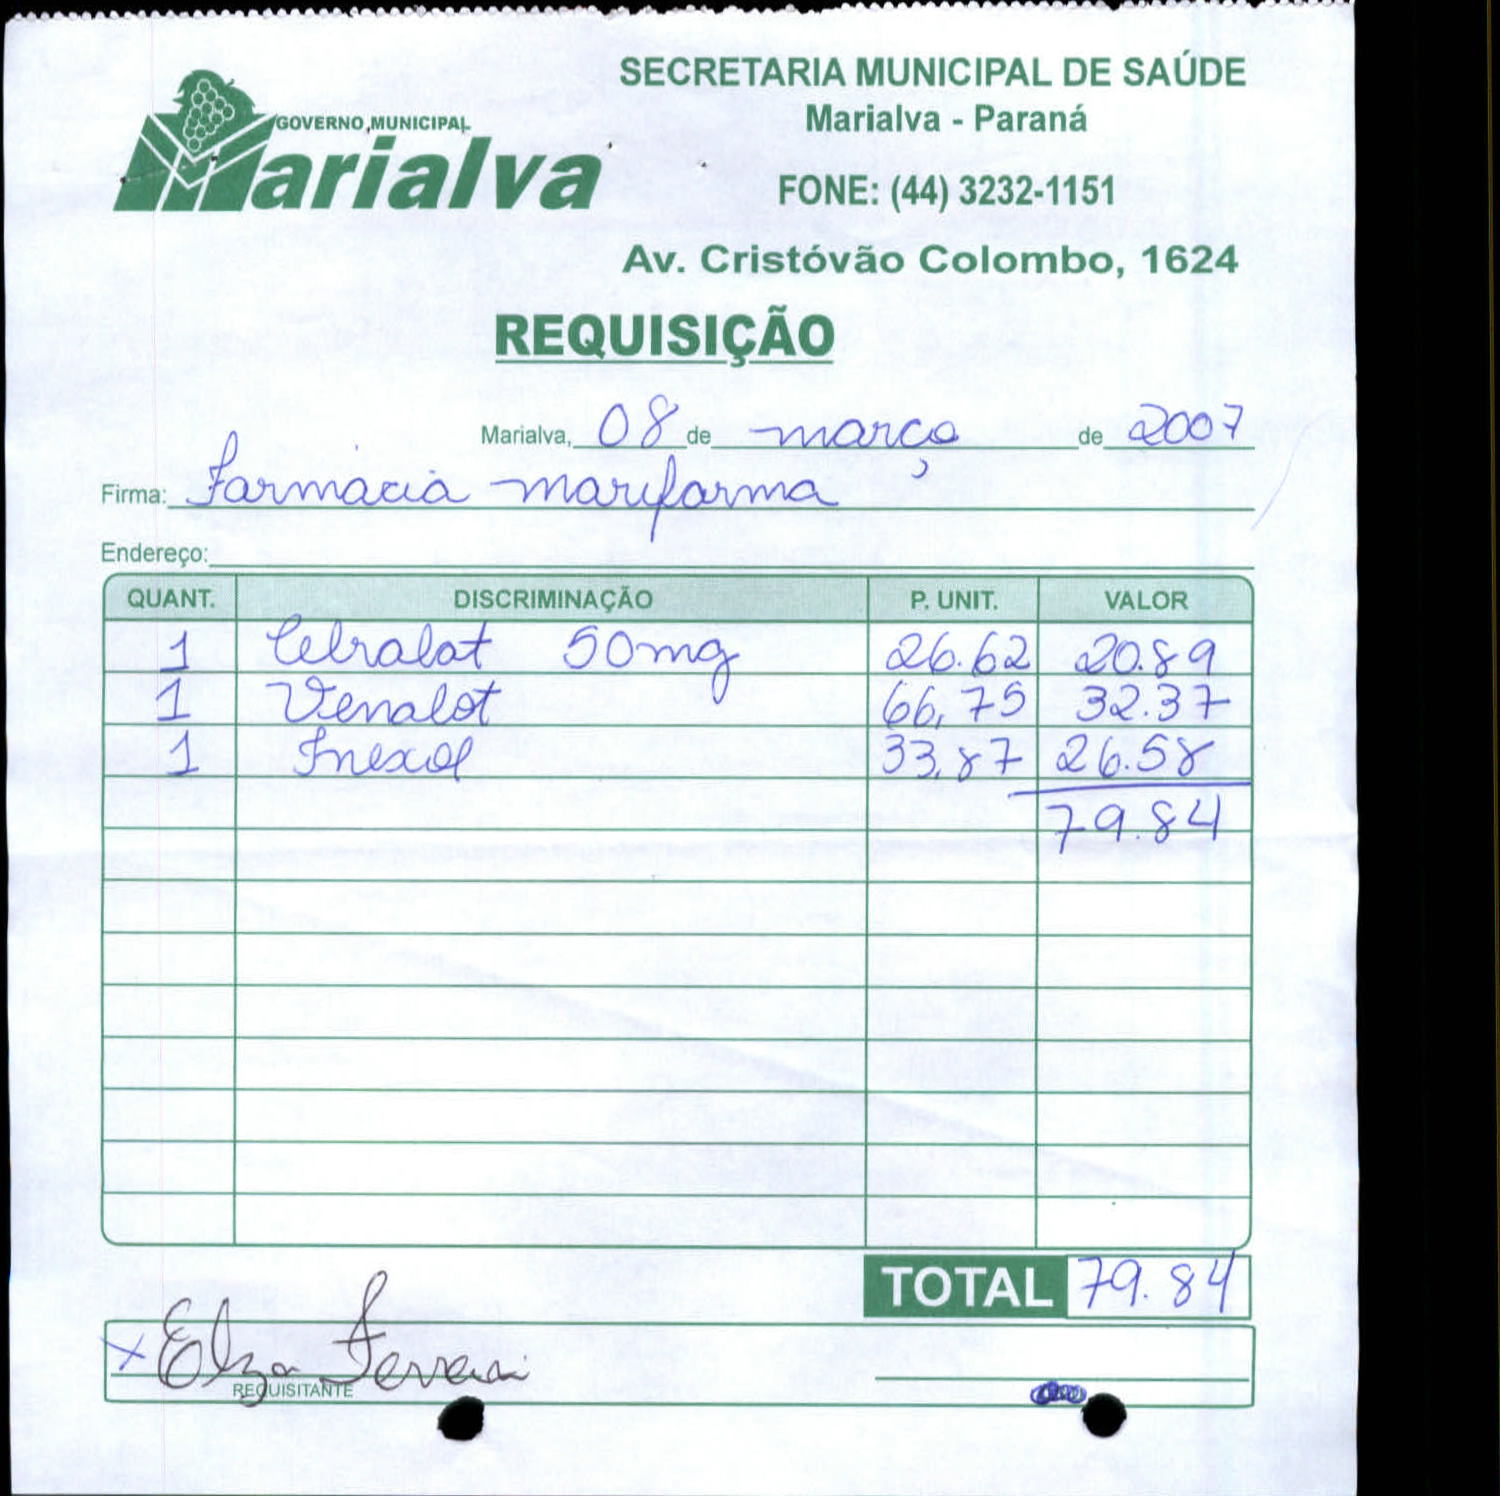 SECRETARIA MUNICIPAL DE SAÚDE
GOVERNO MUNICIPAL
Marialva
Marialva - Paraná
FONE: (44) 3232-1151
Av. Cristóvão Colombo, 1624
REQUISIÇÃO
Marialva, 08 de março de 2007
Firma: Farmacia marifarma
Endereço:
QUANT. DISCRIMINAÇÃO P. UNIT. VALOR
1 50mg 26.62 20.89
1 Venalot 66,75 32.37
1 33,87 26.58
79.84
TOTAL 79.84
x Elza Ferreira
REQUISITANTE